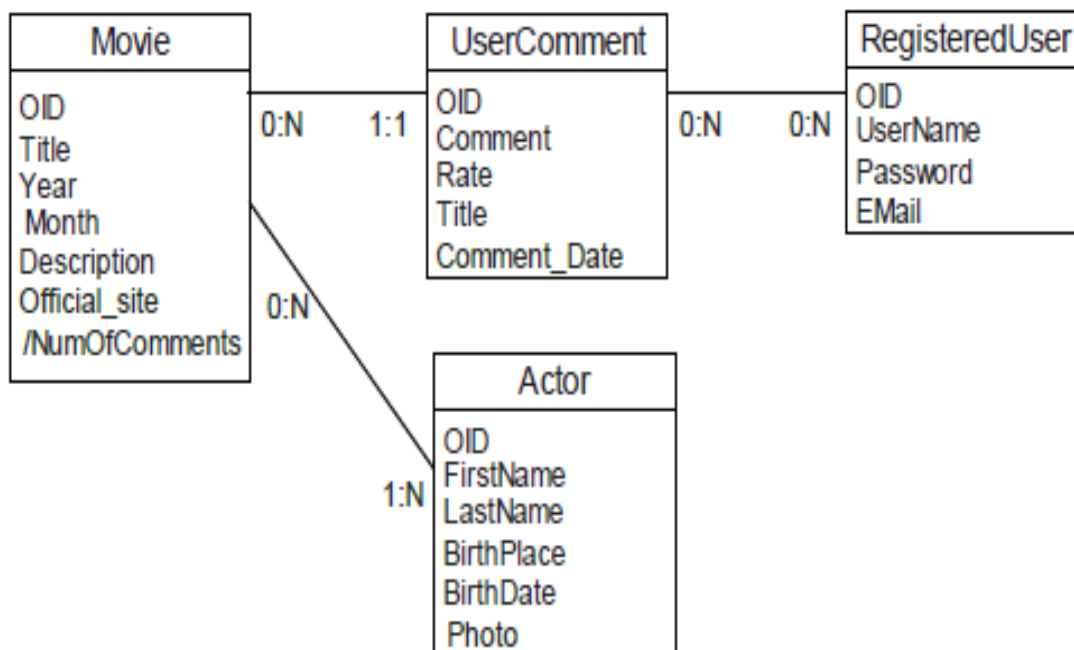 Movie
OID
Title
Year
Month
Description
Official_site
/NumOfComments
0:N
1:1
UserComment
OID
Comment
Rate
Title
Comment_Date
0:N
0:N
RegisteredUser
OID
UserName
Password
EMail
0:N
1:N
Actor
OID
FirstName
LastName
BirthPlace
BirthDate
Photo